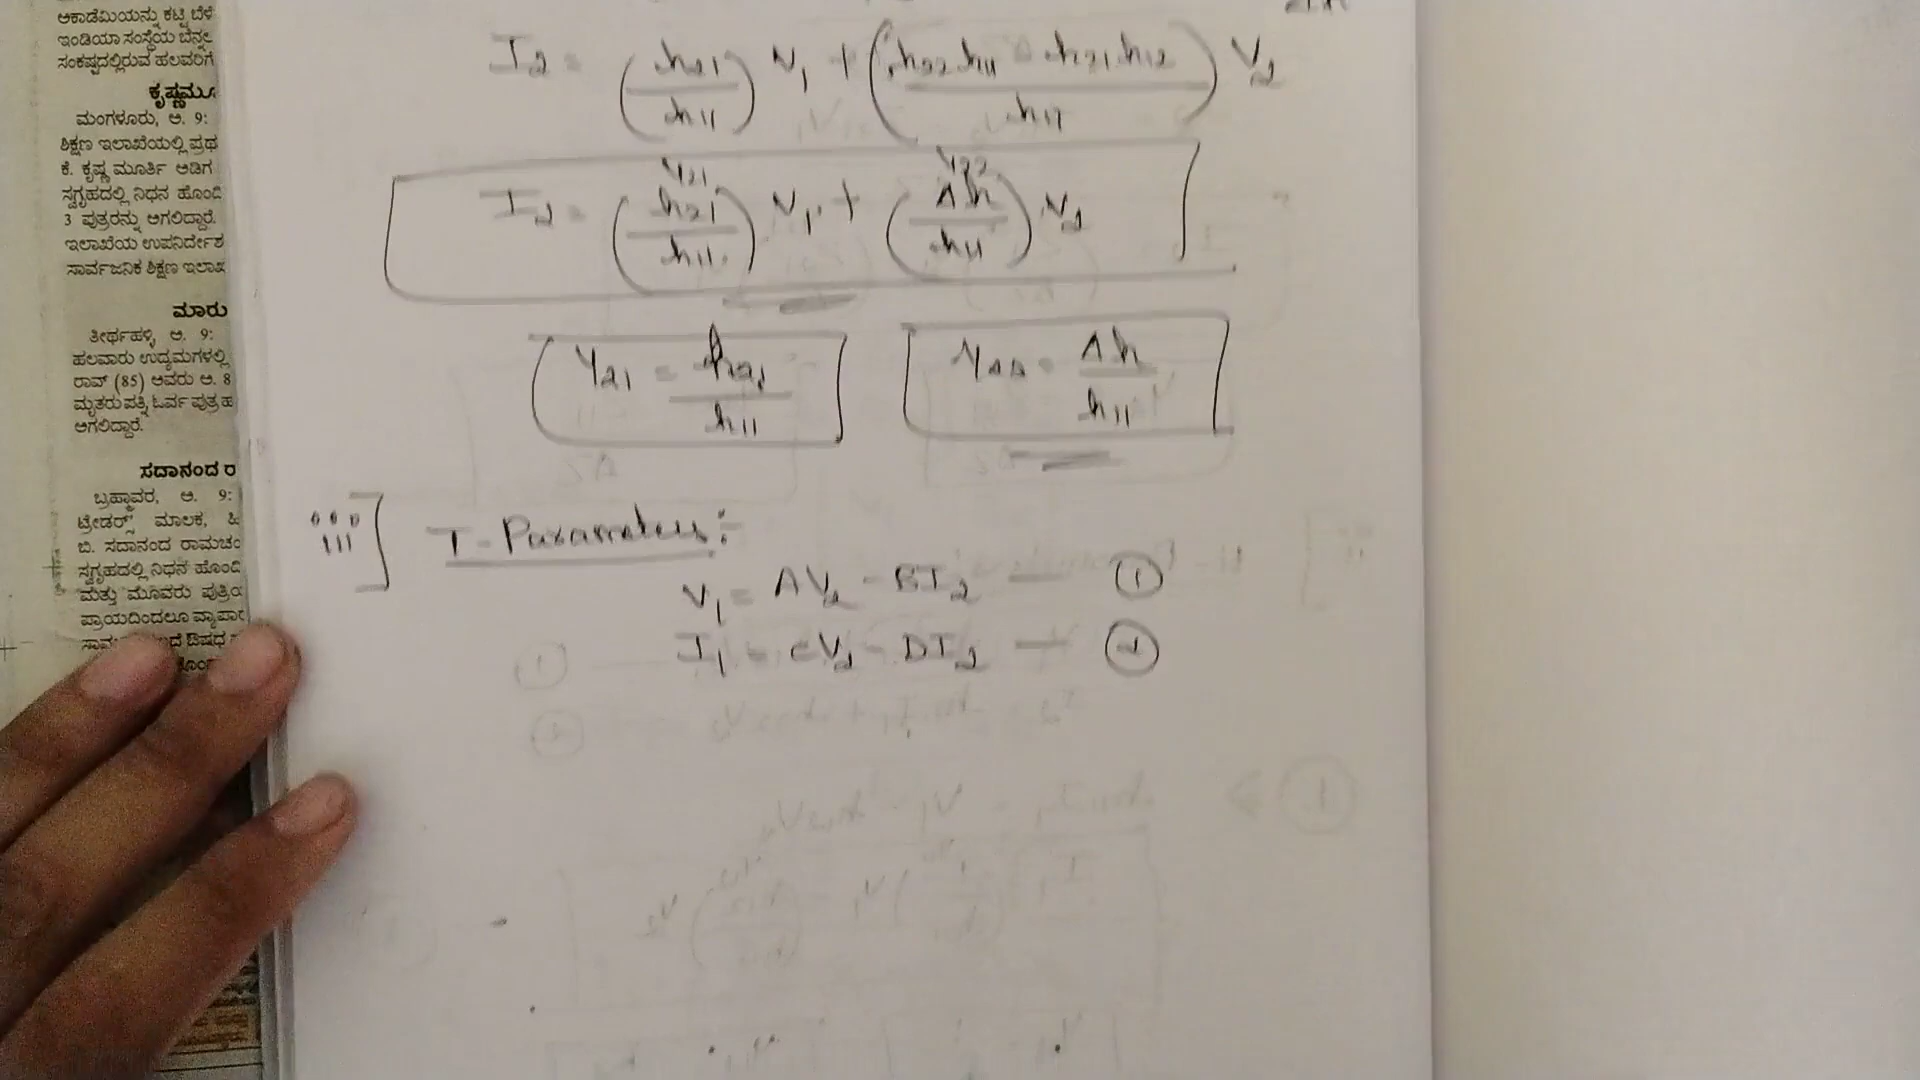 ಆಕಾಡೆಮಿಯನ್ನು ಕಟ್ಟಿ ಬೆಳೆ
ಇಂಡಿಯಾ ಸಂಸ್ಥೆಯ ಬೆನ್ನ
ಸಂಕಷ್ಟದಲ್ಲಿರುವ ಹಲವರಿಗೆ
ಕೃಷ್ಣಮೂ
ಮಂಗಳೂರು, ಅ. 9:
ಶಿಕ್ಷಣ ಇಲಾಖೆಯಲ್ಲಿ ಪ್ರಥ
ಕೆ. ಕೃಷ್ಣ ಮೂರ್ತಿ ಅಡಿಗ
ಸ್ವಗೃಹದಲ್ಲಿ ನಿಧನ ಹೊಂದಿ
3 ಪುತ್ರರನ್ನು ಅಗಲಿದ್ದಾರೆ.
ಇಲಾಖೆಯ ಉಪನಿರ್ದೇಶ
ಸಾರ್ವಜನಿಕ ಶಿಕ್ಷಣ ಇಲಾಖ
ಮಾರು
ತೀರ್ಥಹಳ್ಳಿ, ಅ. 9:
ಹಲವಾರು ಉದ್ಯಮಗಳಲ್ಲಿ
ರಾವ್ (85) ಅವರು ಅ. 8
ಮೃತರು ಪತ್ನಿ, ಓರ್ವ ಪುತ್ರ ಹ
ಅಗಲಿದ್ದಾರೆ.
ಸದಾನಂದ ರ
ಬ್ರಹ್ಮಾವರ, ಅ. 9:
ಟ್ರೇಡರ್ಸ್ ಮಾಲಕ, ಹಿ
ಬಿ. ಸದಾನಂದ ರಾಮಚಂ
ಸ್ವಗೃಹದಲ್ಲಿ ನಿಧನ ಹೊಂದಿ
ಮತ್ತು ಮೂವರು ಪುತ್ರಿಯ
ಪ್ರಾಯದಿಂದಲೂ ವ್ಯಾಪಾರ
I2 = (h21/h11) V1 + (h22h11 - h21h12/h11) V2
Y21 Y22
I2 = (h21/h11) V1 + (Δh/h11) V2
Y21 = h21/h11 Y22 = Δh/h11
iii] T-Parameters:
V1 = AV2 - BI2 — ①
I1 = CV2 - DI2 — ②